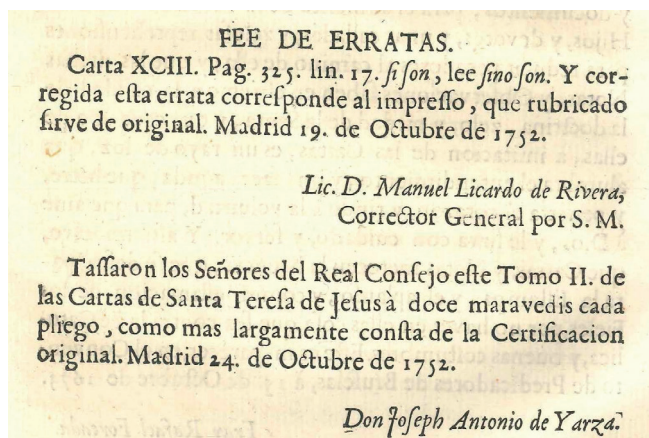 FEE DE ERRATAS.
Carta XCIII. Pag. 325. lin. 17. ſi ſon, lee ſino ſon. Y cor-
regida eſta errata correſponde al impreſſo, que rubricado
ſirve de original. Madrid 19. de Octubre de 1752.
Lic. D. Manuel Licardo de Rivera,
Corrector General por S. M.
Taſſaron los Señores del Real Conſejo eſte Tomo II. de
las Cartas de Santa Tereſa de Jeſus à doce maravedis cada
pliego, como mas largamente conſta de la Certificacion
original. Madrid 24. de Octubre de 1752.
Don Joſeph Antonio de Yarza.